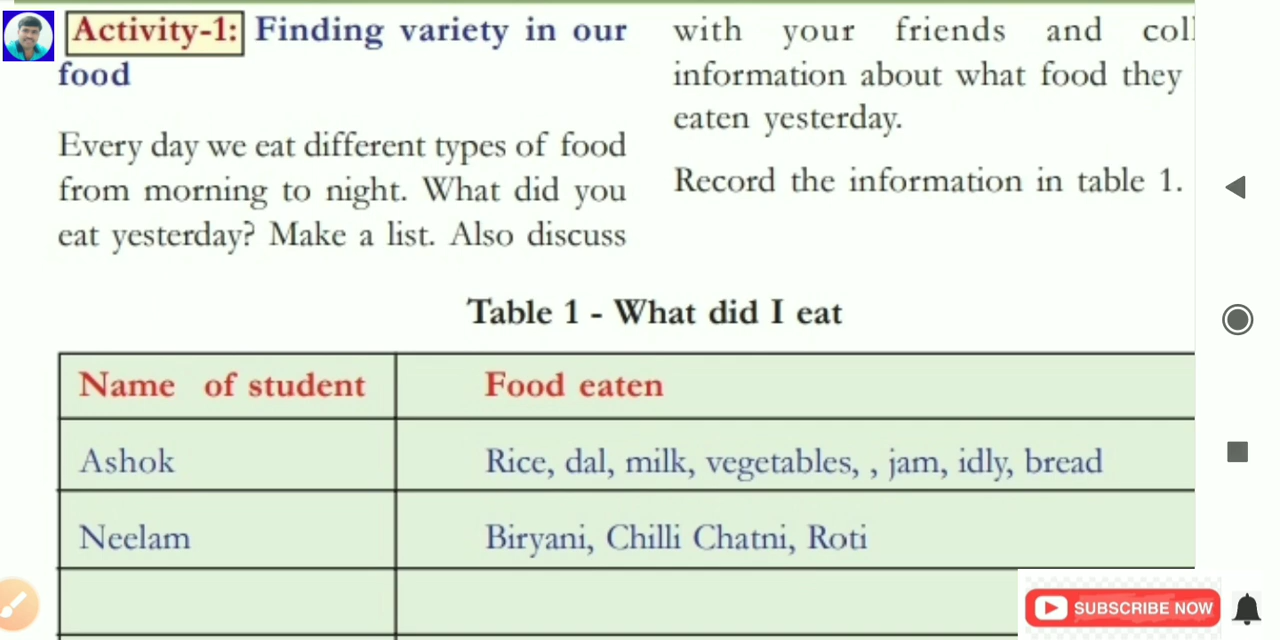 Activity-1: Finding variety in our
food
Every day we eat different types of food
from morning to night. What did you
eat yesterday? Make a list. Also discuss
with your friends and coll
information about what food they
eaten yesterday.
Record the information in table 1.
Table 1 - What did I eat
Name of student Food eaten
Ashok Rice, dal, milk, vegetables, , jam, idly, bread
Neelam Biryani, Chilli Chatni, Roti
SUBSCRIBE NOW